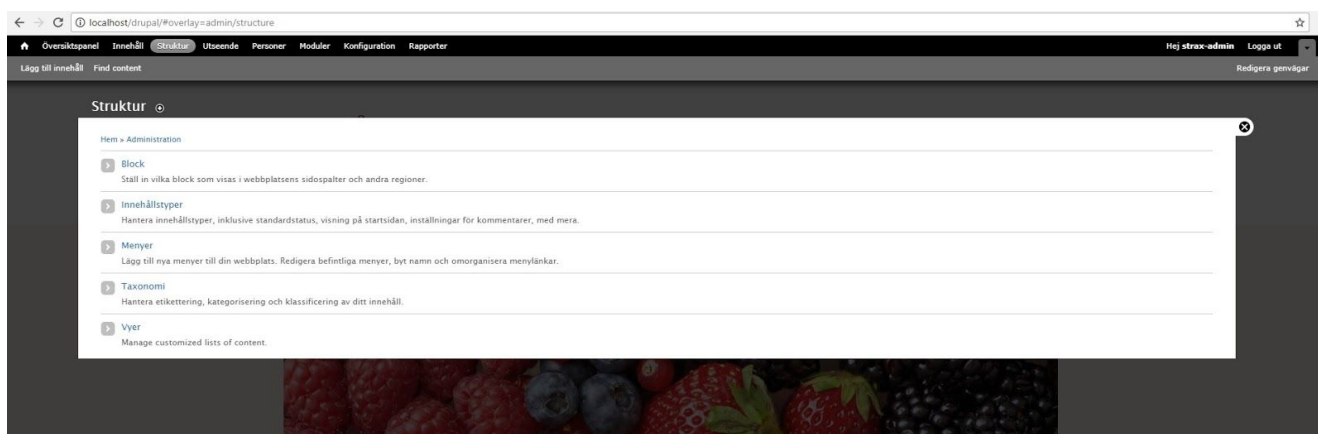 localhost/drupal/#overlay=admin/structure
Översiktspanel Innehåll Struktur Utseende Personer Moduler Konfiguration Rapporter Hej strax-admin Logga ut
Lägg till innehåll Find content Redigera genvägar
Struktur
Hem » Administration
Block
Ställ in vilka block som visas i webbplatsens sidospalter och andra regioner.
Innehållstyper
Hantera innehållstyper, inklusive standardstatus, visning på startsidan, inställningar för kommentarer, med mera.
Menyer
Lägg till nya menyer till din webbplats. Redigera befintliga menyer, byt namn och omorganisera menylänkar.
Taxonomi
Hantera etikettering, kategorisering och klassificering av ditt innehåll.
Vyer
Manage customized lists of content.